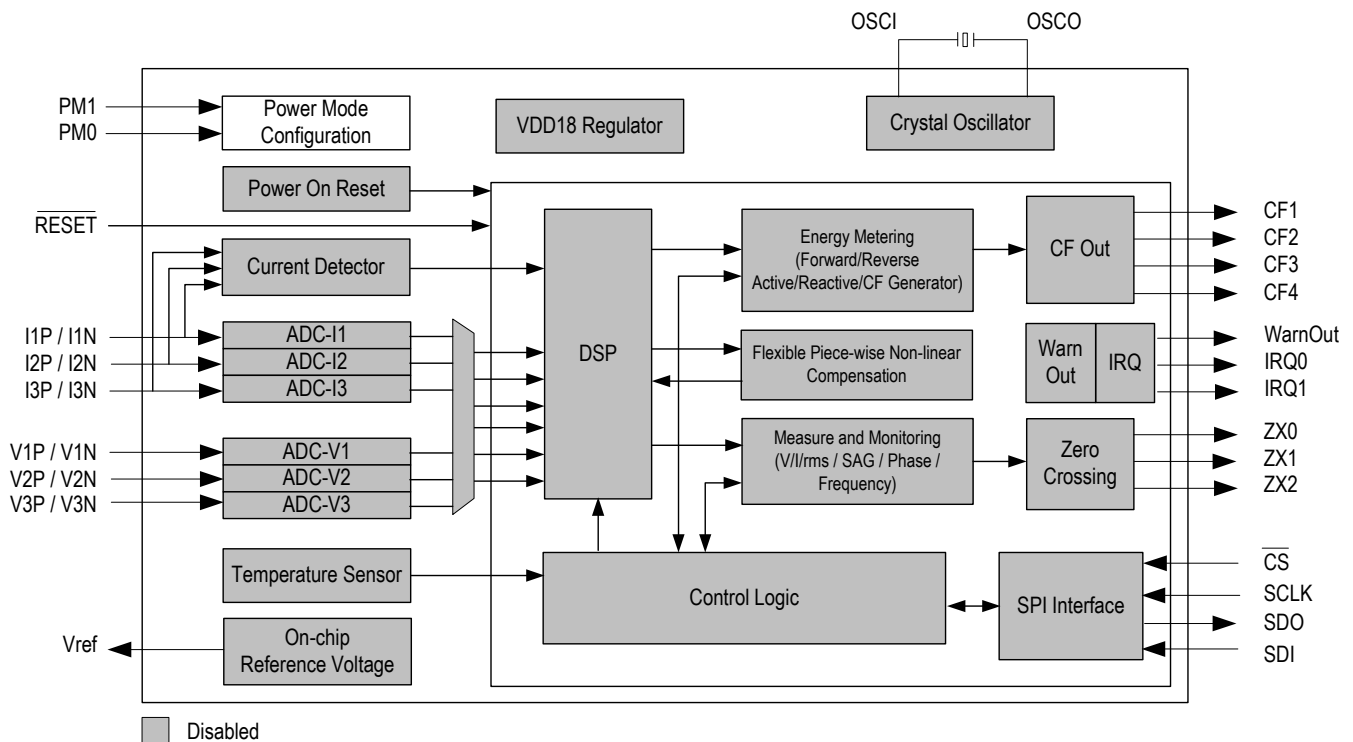 OSCI
OSCO
PM1
PM0
Power Mode
Configuration
VDD18 Regulator
Crystal Oscillator
Power On Reset
RESET
Current Detector
I1P / I1N
I2P / I2N
I3P / I3N
ADC-I1
ADC-I2
ADC-I3
V1P / V1N
V2P / V2N
V3P / V3N
ADC-V1
ADC-V2
ADC-V3
Temperature Sensor
Vref
On-chip
Reference Voltage
DSP
Energy Metering
(Forward/Reverse
Active/Reactive/CF Generator)
Flexible Piece-wise Non-linear
Compensation
Measure and Monitoring
(V/I/rms / SAG / Phase /
Frequency)
Control Logic
CF Out
CF1
CF2
CF3
CF4
Warn
Out
IRQ
WarnOut
IRQ0
IRQ1
Zero
Crossing
ZX0
ZX1
ZX2
SPI Interface
CS
SCLK
SDO
SDI
Disabled